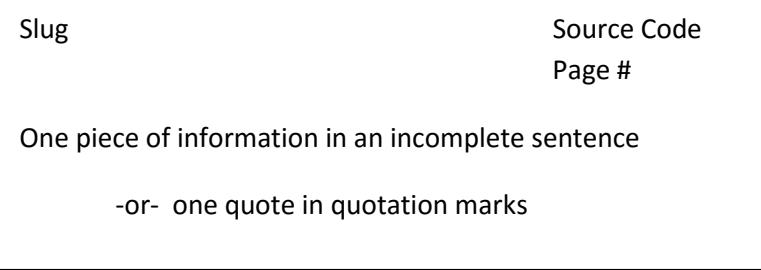 Slug Source Code
Page #
One piece of information in an incomplete sentence
-or- one quote in quotation marks